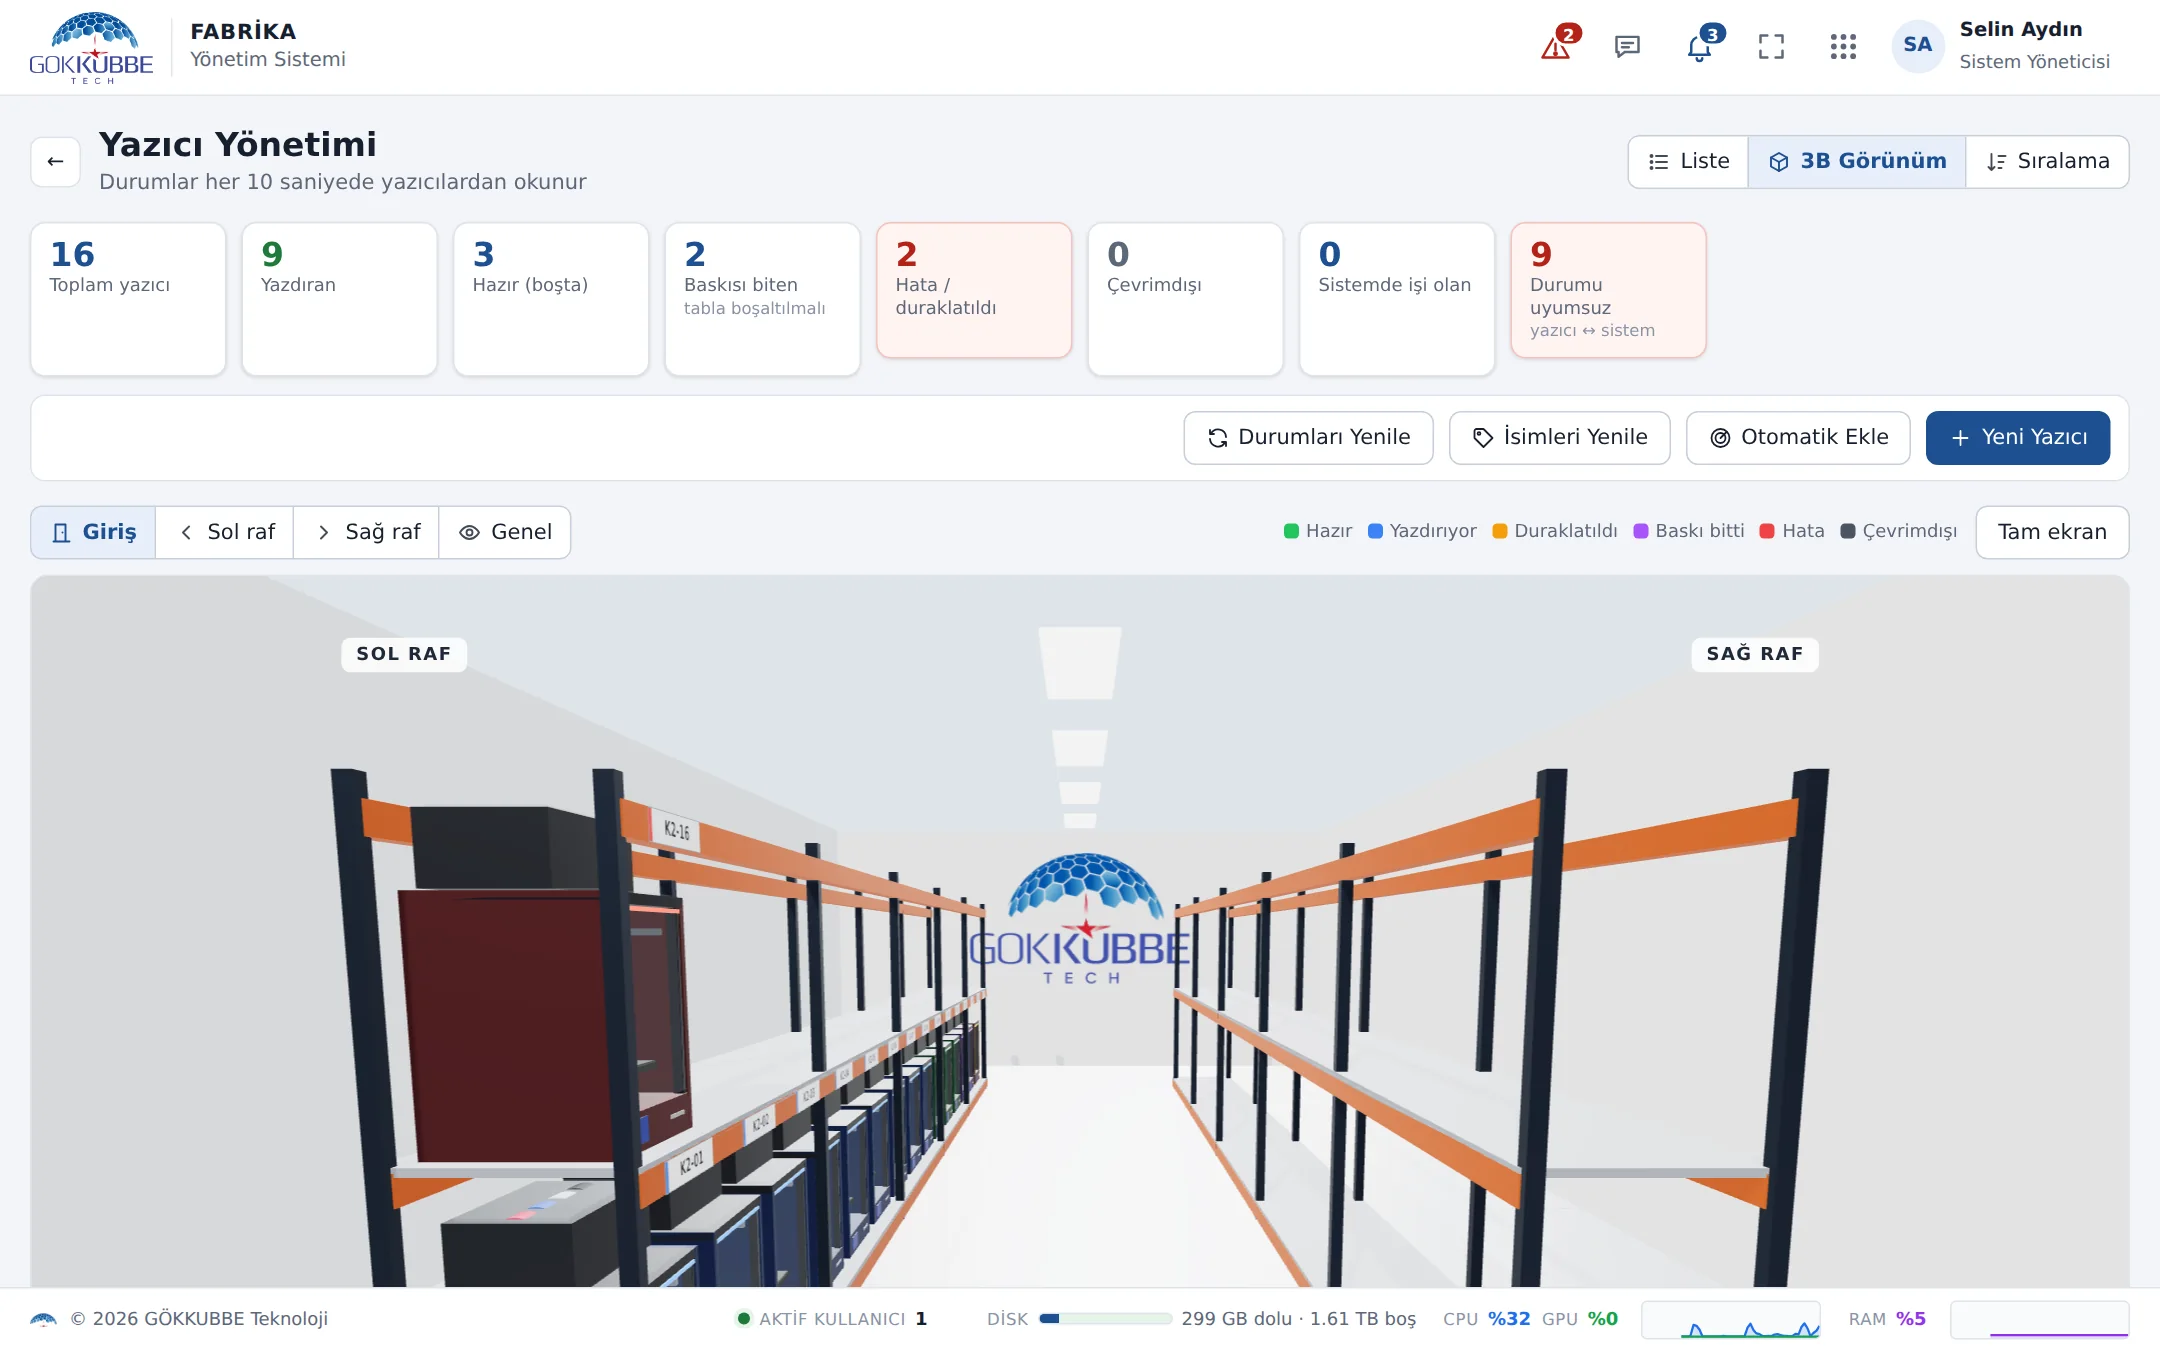 GÖKKUBBE
TECH
FABRİKA
Yönetim Sistemi
2
3
SA
Selin Aydın
Sistem Yöneticisi
←
Yazıcı Yönetimi
Durumlar her 10 saniyede yazıcılardan okunur
Liste
3B Görünüm
Sıralama
16
Toplam yazıcı
9
Yazdıran
3
Hazır (boşta)
2
Baskısı biten
tabla boşaltılmalı
2
Hata /
duraklatıldı
0
Çevrimdışı
0
Sistemde işi olan
9
Durumu
uyumsuz
yazıcı ↔ sistem
Durumları Yenile
İsimleri Yenile
Otomatik Ekle
+ Yeni Yazıcı
Giriş
Sol raf
Sağ raf
Genel
Hazır
Yazdırıyor
Duraklatıldı
Baskı bitti
Hata
Çevrimdışı
Tam ekran
SOL RAF
SAĞ RAF
K2-16
GÖKKUBBE
TECH
K2-02
K2-01
© 2026 GÖKKUBBE Teknoloji
AKTİF KULLANICI 1
DİSK
299 GB dolu · 1.61 TB boş
CPU %32
GPU %0
RAM %5